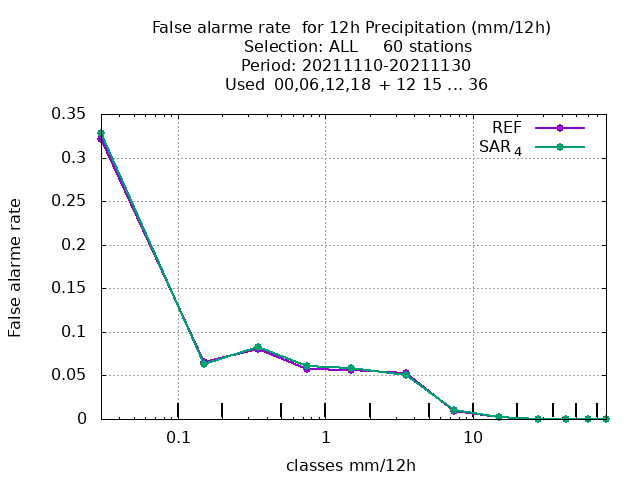 False alarme rate  for 12h Precipitation (mm/12h)
Selection: ALL     60 stations
Period: 20211110-20211130
Used  00,06,12,18  + 12 15 ... 36
0.35
0.3
0.25
0.2
0.15
0.1
0.05
0
False alarme rate
REF
SAR 4
0.1 1 10
classes mm/12h